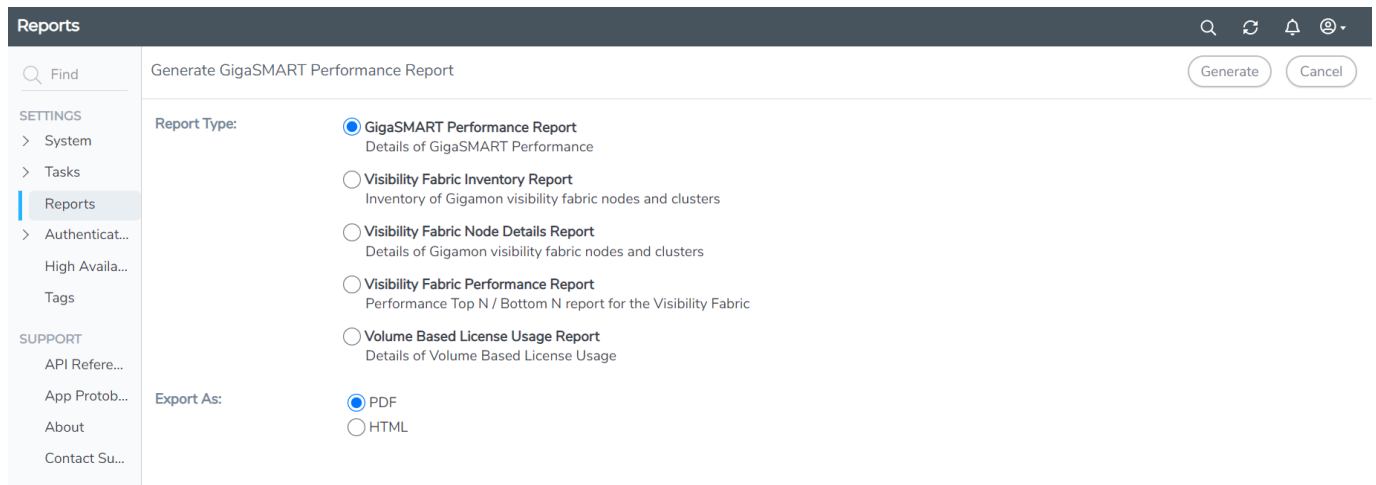 Reports
Find
SETTINGS
System
Tasks
Reports
Authenticat...
High Availa...
Tags
SUPPORT
API Refere...
App Protob...
About
Contact Su...
Generate GigaSMART Performance Report
Generate
Cancel
Report Type:
GigaSMART Performance Report
Details of GigaSMART Performance
Visibility Fabric Inventory Report
Inventory of Gigamon visibility fabric nodes and clusters
Visibility Fabric Node Details Report
Details of Gigamon visibility fabric nodes and clusters
Visibility Fabric Performance Report
Performance Top N / Bottom N report for the Visibility Fabric
Volume Based License Usage Report
Details of Volume Based License Usage
Export As:
PDF
HTML